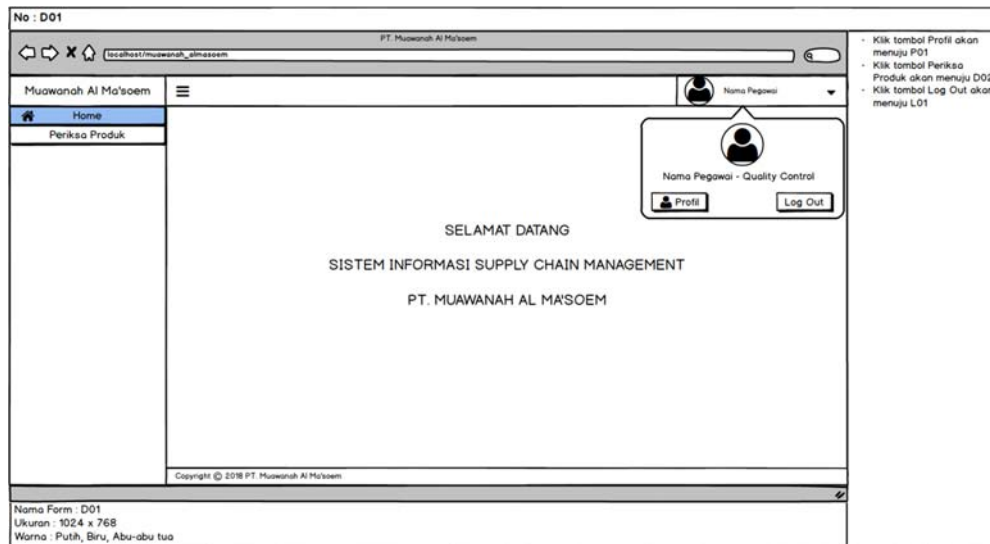 No : D01
PT. Muawanah Al Ma'soem
localhost/muawanah_almasoem
Muawanah Al Ma'soem
Nama Pegawai
Home
Periksa Produk
Nama Pegawai - Quality Control
Profil
Log Out
SELAMAT DATANG
SISTEM INFORMASI SUPPLY CHAIN MANAGEMENT
PT. MUAWANAH AL MA'SOEM
Copyright © 2018 PT. Muawanah Al Ma'soem
- Klik tombol Profil akan
menuju P01
- Klik tombol Periksa
Produk akan menuju D02
- Klik tombol Log Out akan
menuju L01
Nama Form : D01
Ukuran : 1024 x 768
Warna : Putih, Biru, Abu-abu tua